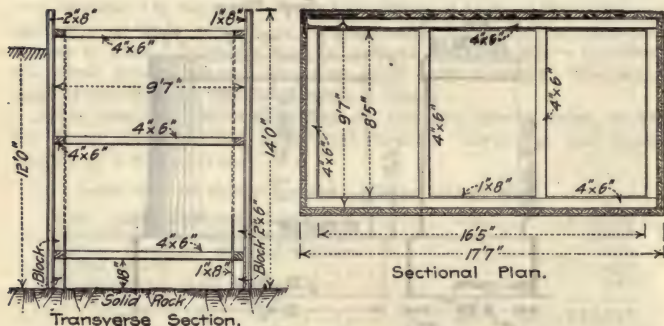 2"x8"
1"x8"
4"x6"
9'7"
4"x6"
4"x6"
12'0"
14'0"
4"x6"
Block
18"
1"x8"
Block 2"x6"
Solid Rock
Transverse Section.
4"x6"
9'7"
8'5"
4"x6"
4"x6"
4"x6"
1"x8"
4"x6"
16'5"
17'7"
Sectional Plan.